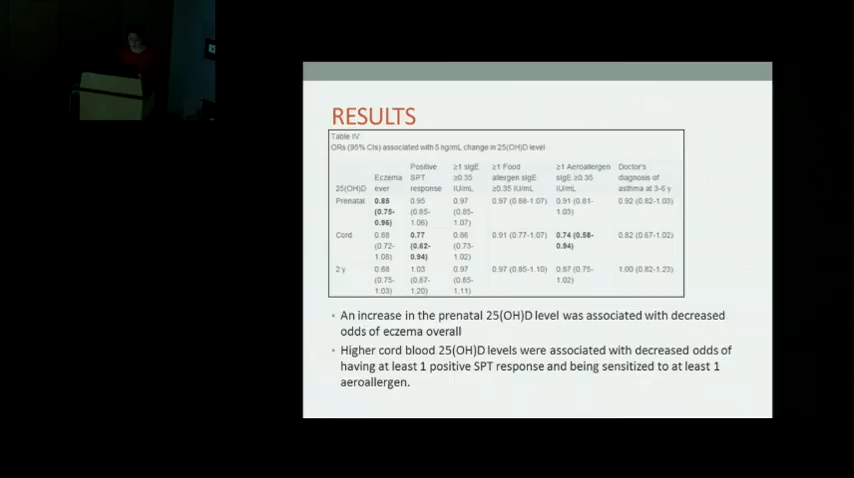 RESULTS
Table IV
ORs (95% CIs) associated with 5 ng/mL change in 25(OH)D level
25(OH)D Eczema ever Positive SPT response ≥1 sIgE ≥0.35 IU/mL ≥1 Food allergen sIgE ≥0.35 IU/mL ≥1 Aeroallergen sIgE ≥0.35 IU/mL Doctor's diagnosis of asthma at 3-6 y
Prenatal 0.85 (0.75-0.96) 0.95 (0.85-1.06) 0.97 (0.85-1.07) 0.97 (0.88-1.07) 0.91 (0.81-1.03) 0.92 (0.82-1.03)
Cord 0.88 (0.72-1.08) 0.77 (0.62-0.94) 0.86 (0.73-1.02) 0.91 (0.77-1.07) 0.74 (0.58-0.94) 0.82 (0.67-1.02)
2 y 0.88 (0.75-1.03) 1.03 (0.87-1.20) 0.97 (0.85-1.11) 0.97 (0.85-1.10) 0.87 (0.75-1.02) 1.00 (0.82-1.23)
• An increase in the prenatal 25(OH)D level was associated with decreased
odds of eczema overall
• Higher cord blood 25(OH)D levels were associated with decreased odds of
having at least 1 positive SPT response and being sensitized to at least 1
aeroallergen.